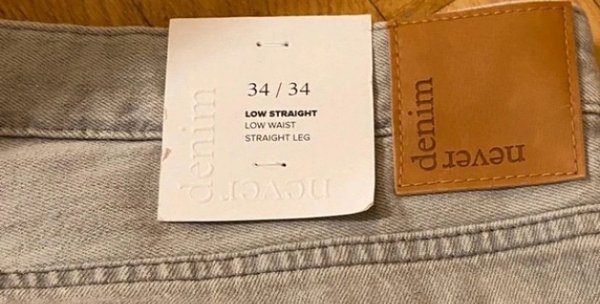 34 / 34
LOW STRAIGHT
LOW WAIST
STRAIGHT LEG
denim
never
denim
never